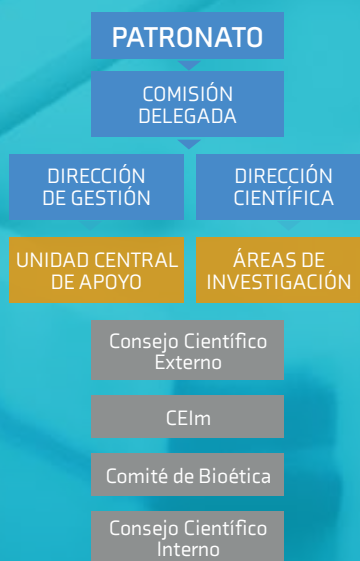 PATRONATO
COMISIÓN
DELEGADA
DIRECCIÓN
DE GESTIÓN
DIRECCIÓN
CIENTÍFICA
UNIDAD CENTRAL
DE APOYO
ÁREAS DE
INVESTIGACIÓN
Consejo Científico
Externo
CEIm
Comité de Bioética
Consejo Científico
Interno